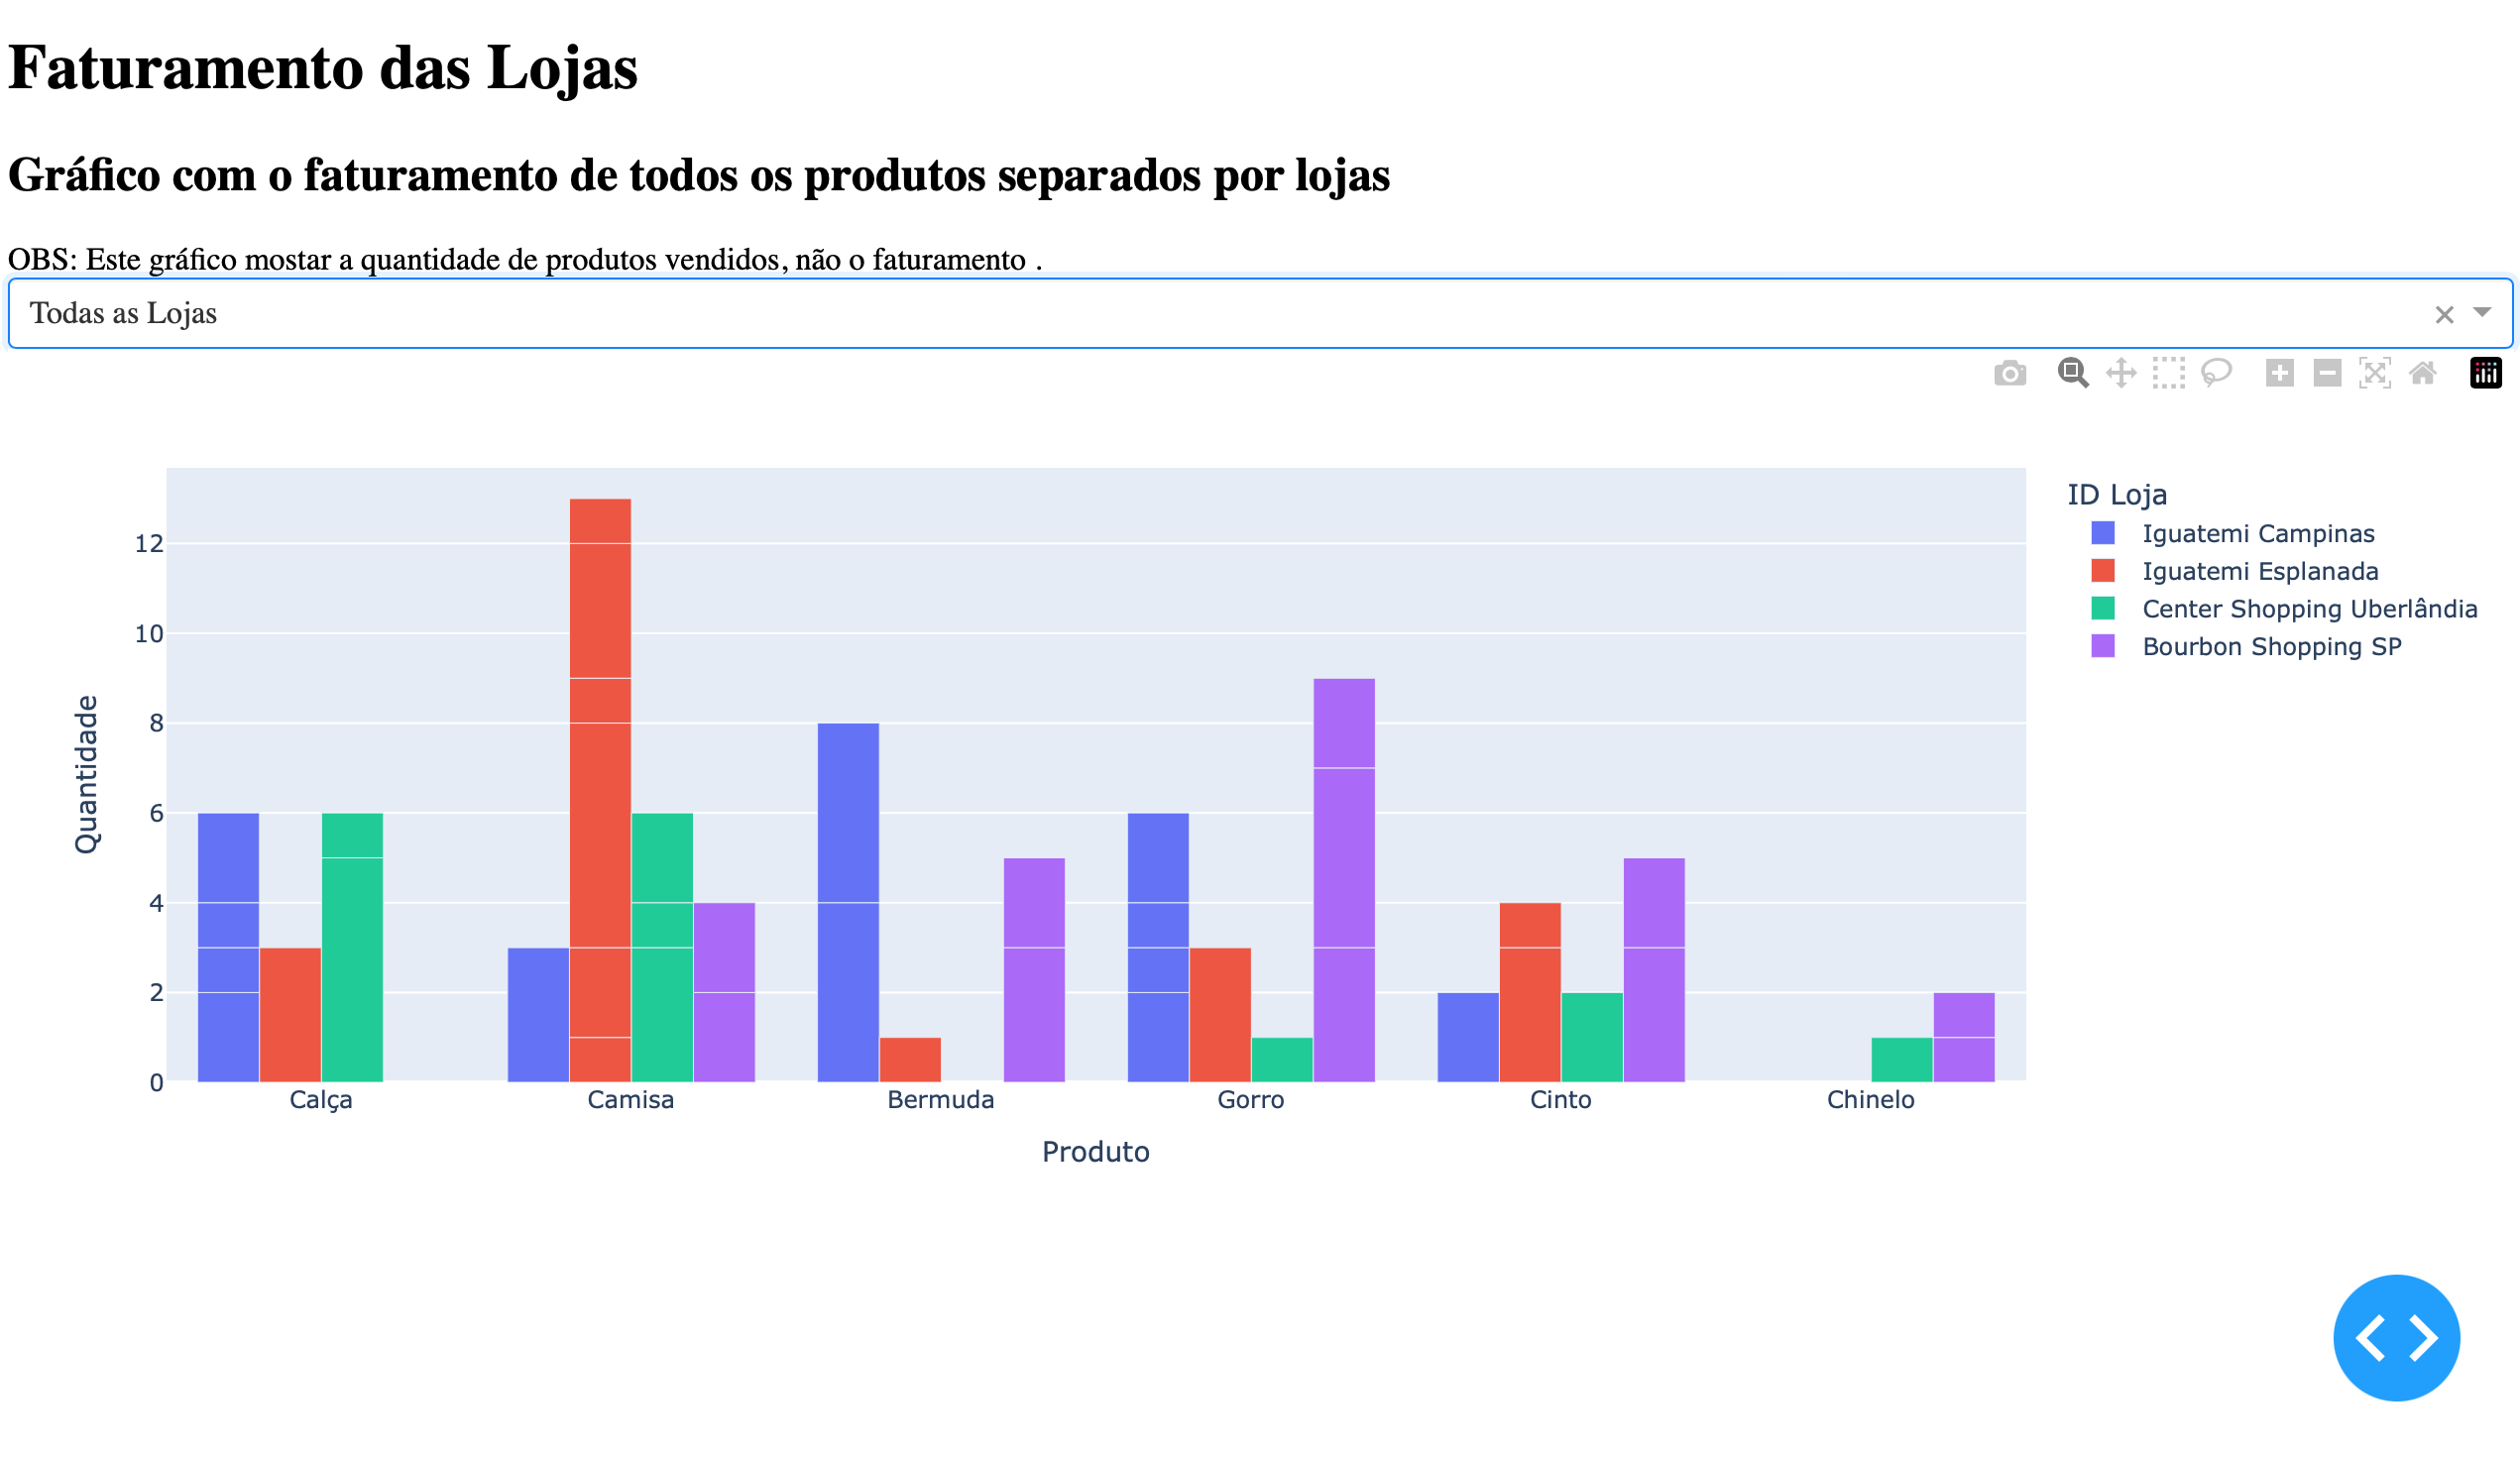 Faturamento das Lojas
Gráfico com o faturamento de todos os produtos separados por lojas
OBS: Este gráfico mostar a quantidade de produtos vendidos, não o faturamento .
Todas as Lojas
ID Loja
Iguatemi Campinas
Iguatemi Esplanada
Center Shopping Uberlândia
Bourbon Shopping SP
Quantidade
12
10
8
6
4
2
0
Calça Camisa Bermuda Gorro Cinto Chinelo
Produto